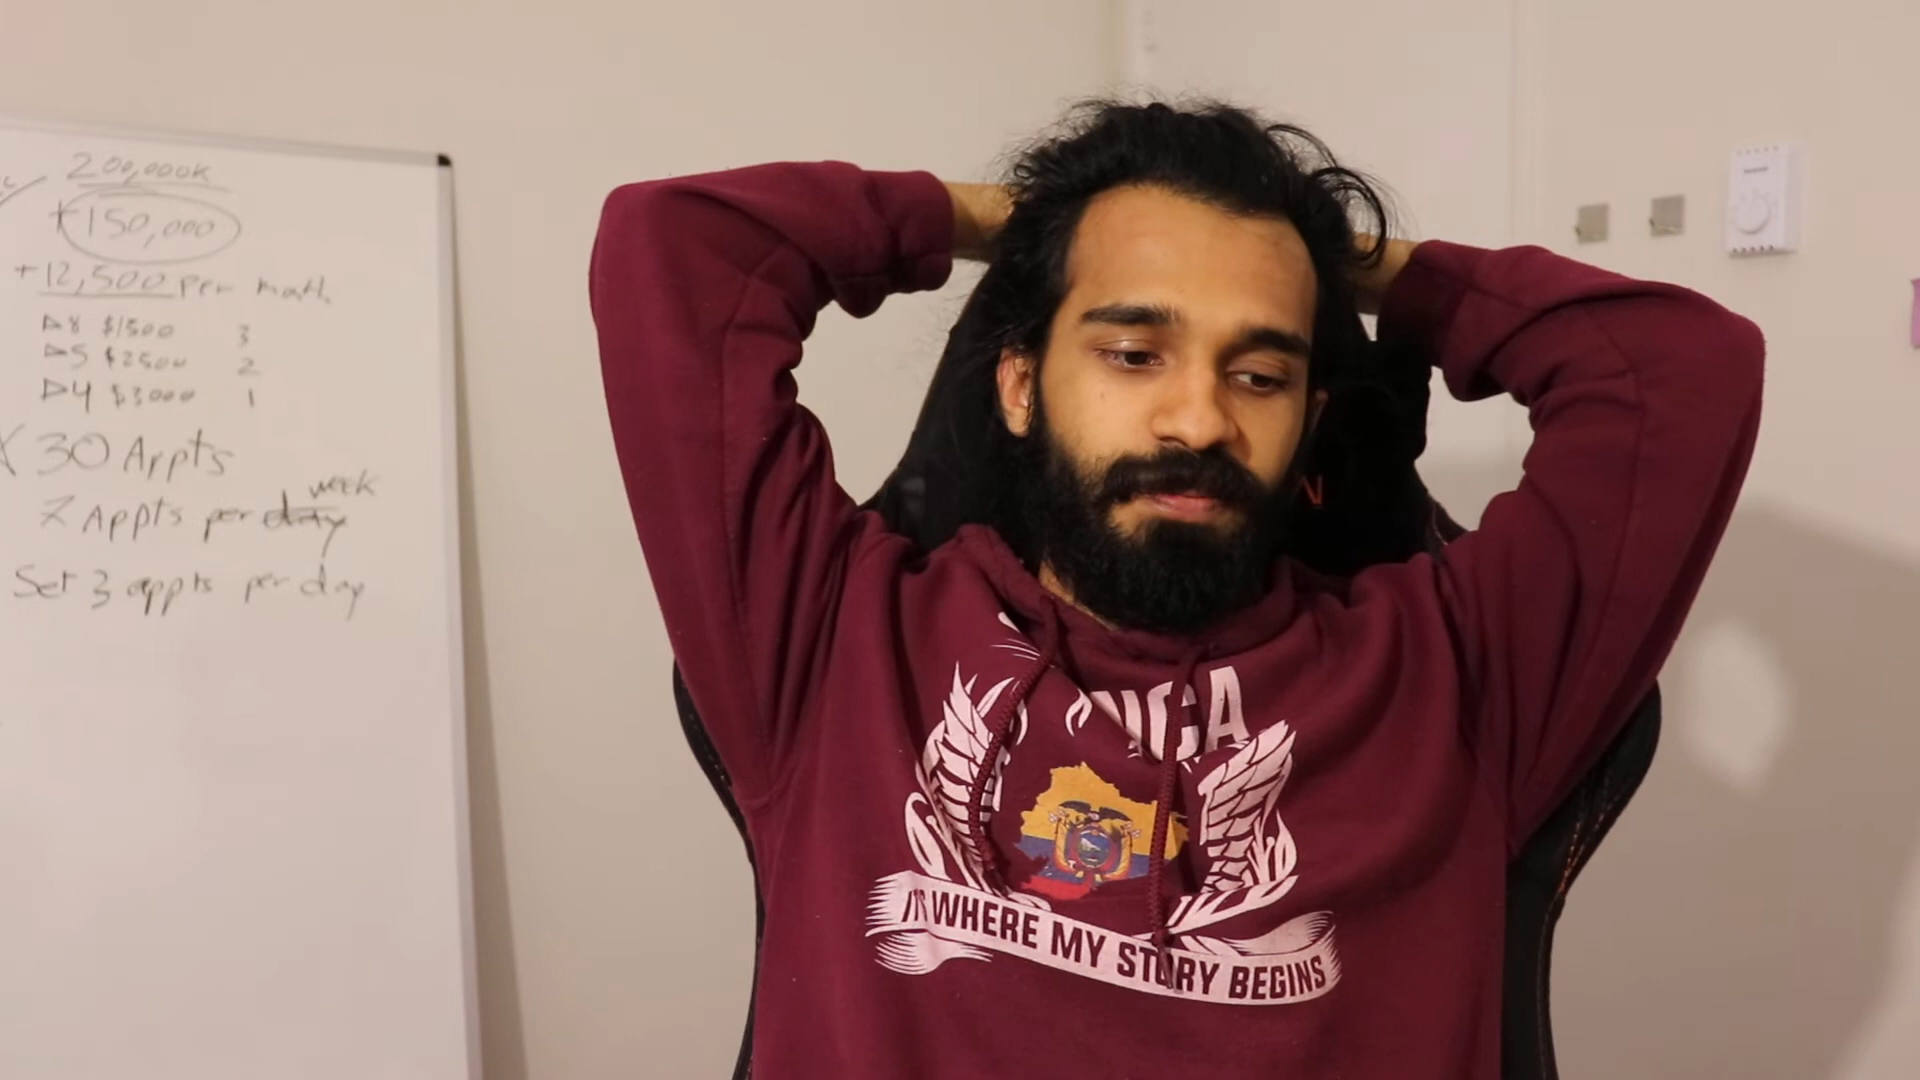 200,000K
150,000
+12,500 per month
8 $1500 3
5 $2500 2
4 $3000 1
30 Appts
7 Appts per day week
Set 3 appts per day
WHERE MY STORY BEGINS